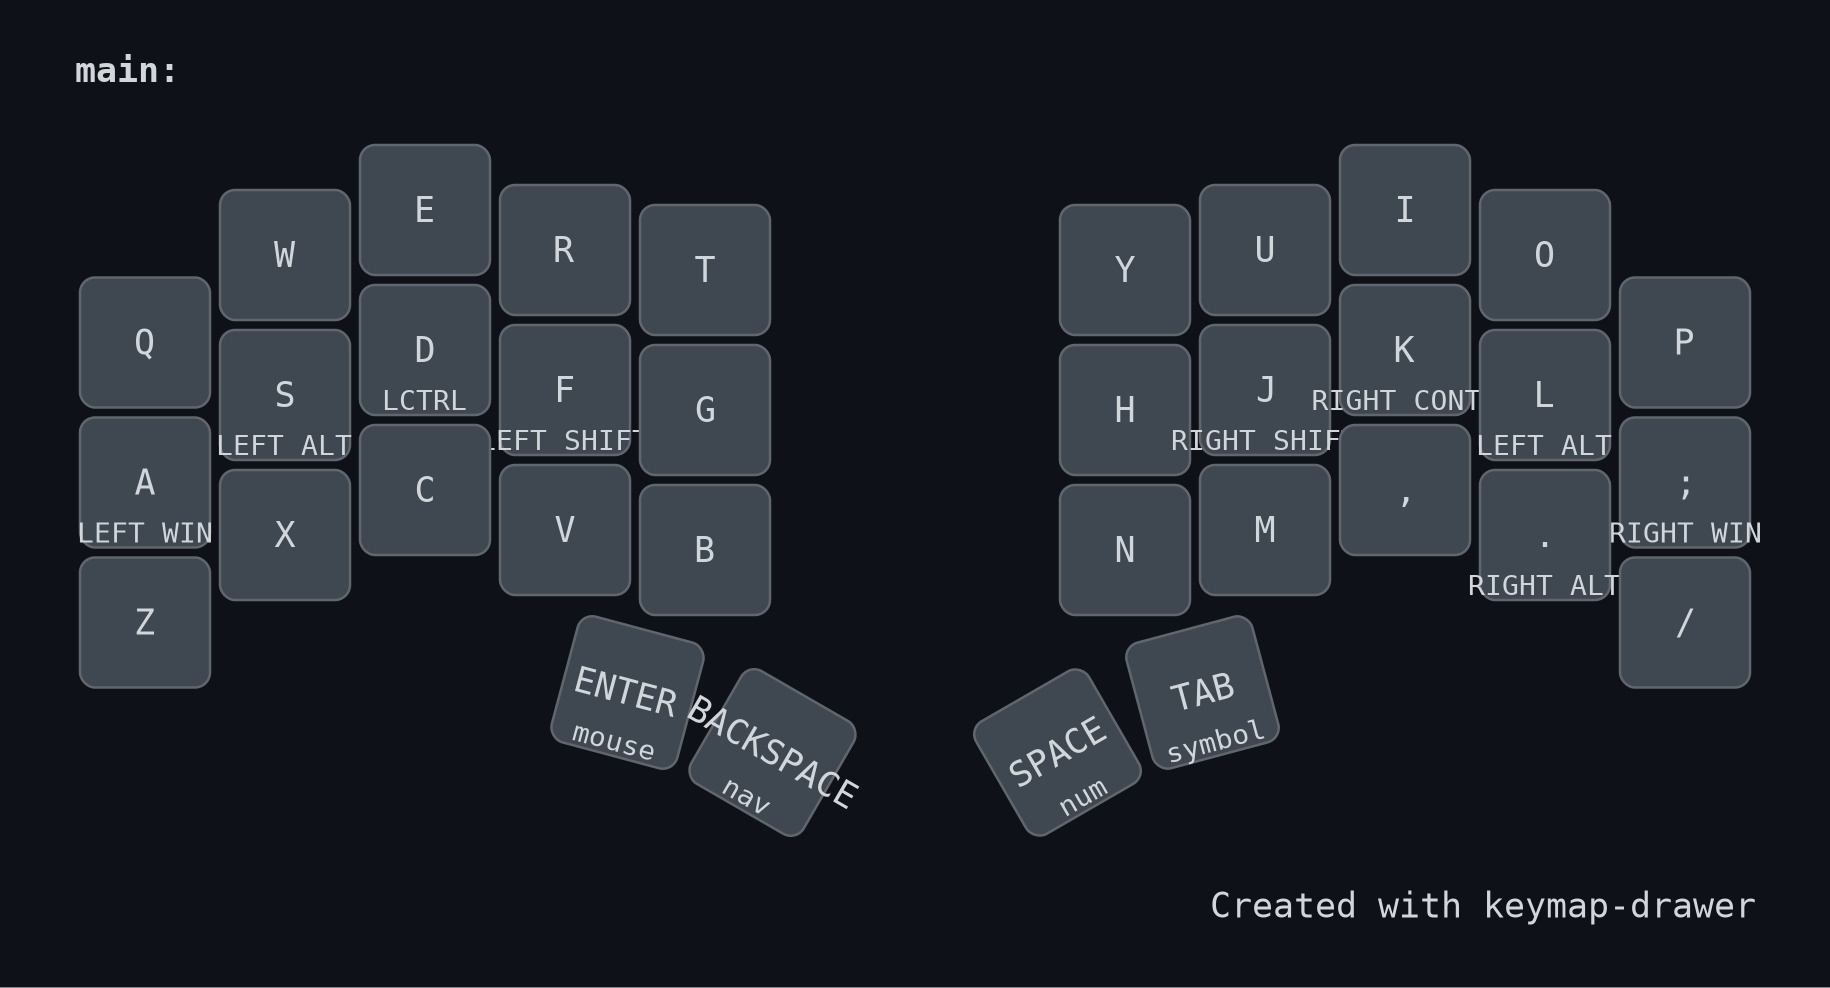 main:
Q
W
E
R
T
Y
U
I
O
P
A
LEFT WIN
S
LEFT ALT
D
LCTRL
F
LEFT SHIFT
G
H
J
RIGHT SHIF
K
RIGHT CONT
L
LEFT ALT
;
RIGHT WIN
Z
X
C
V
B
N
M
,
.
RIGHT ALT
/
ENTER
mouse
BACKSPACE
nav
SPACE
num
TAB
symbol
Created with keymap-drawer